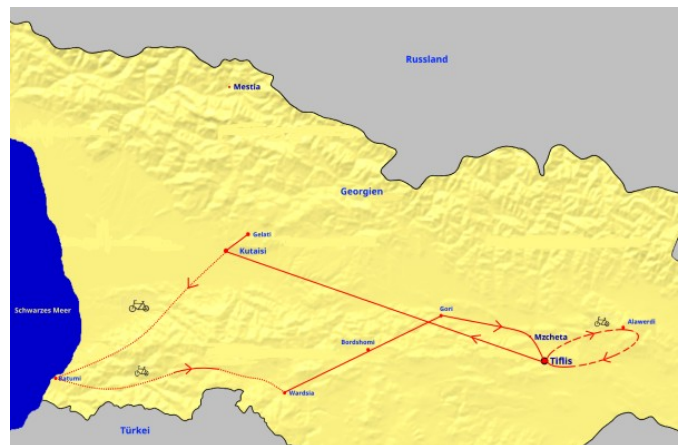 Russland
Mestia
Georgien
Gelati
Kutaisi
Schwarzes Meer
Gori
Mzcheta
Alawerdi
Bordshomi
Tiflis
Batumi
Wardsia
Türkei